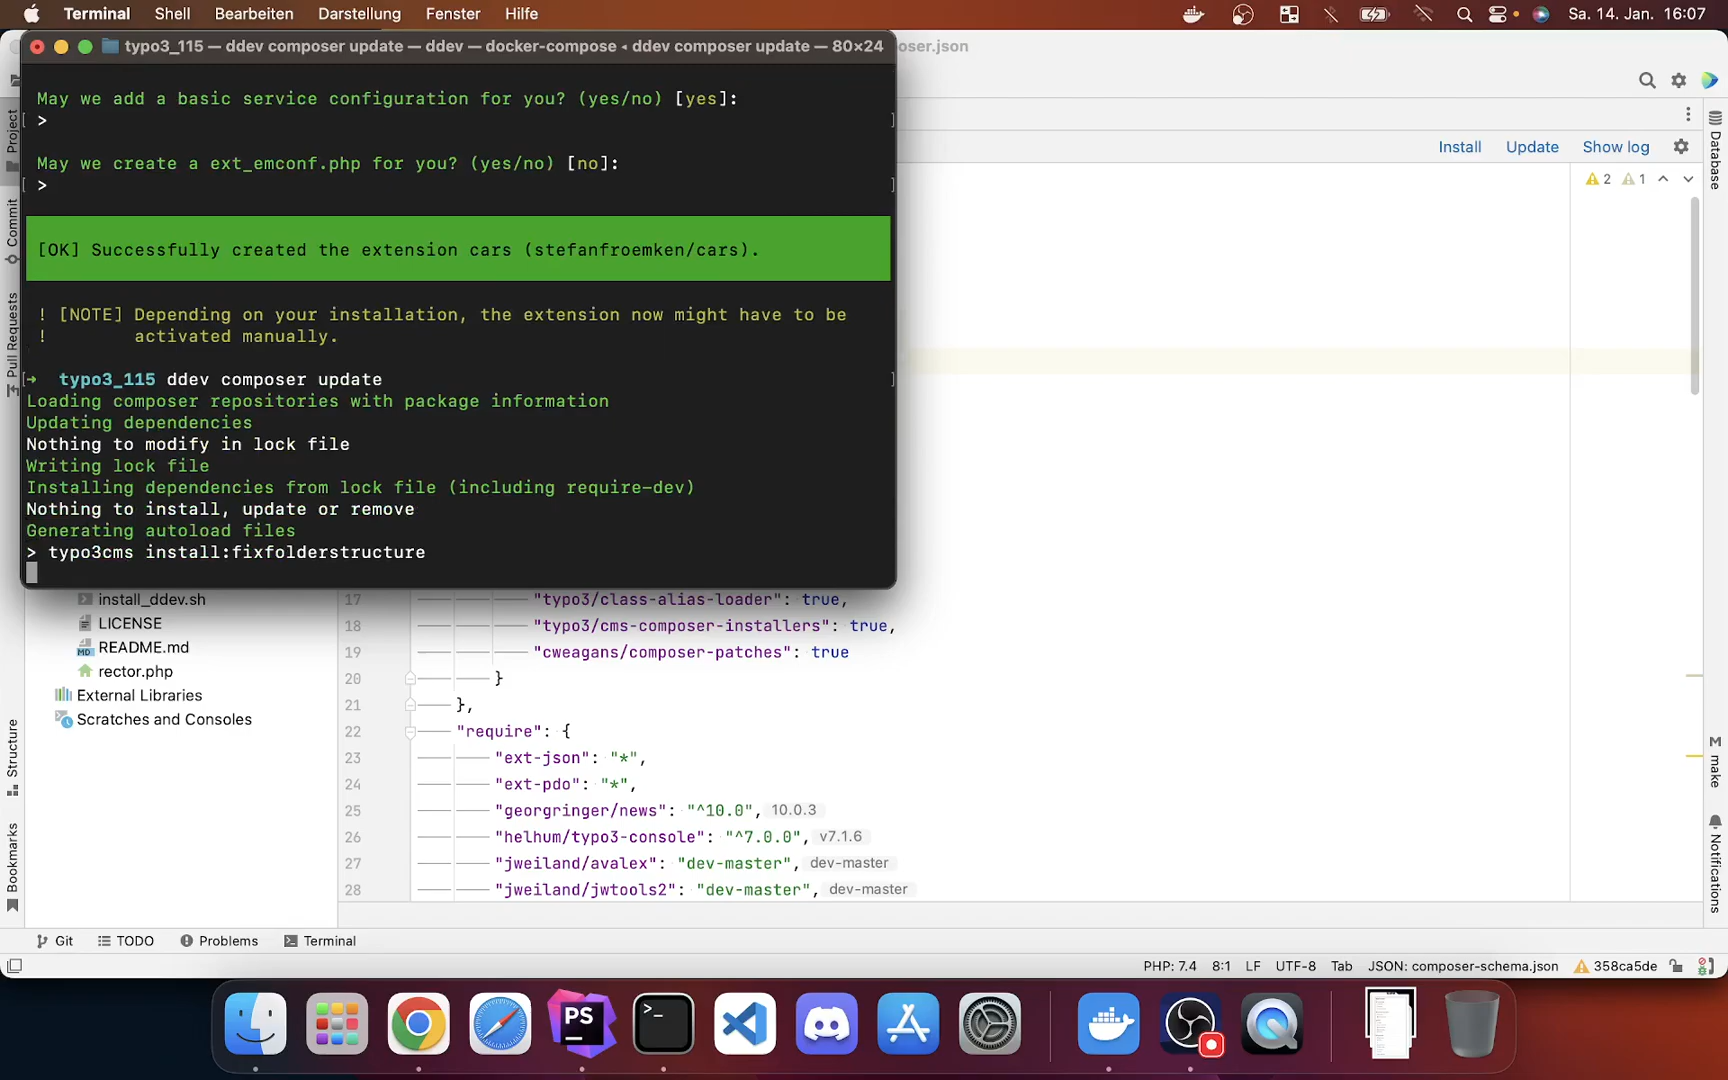 Terminal Shell Bearbeiten Darstellung Fenster Hilfe Sa. 14. Jan. 16:07
typo3_115 — ddev composer update — ddev — docker-compose ◂ ddev composer update — 80×24
oser.json
May we add a basic service configuration for you? (yes/no) [yes]:
[ > ]
May we create a ext_emconf.php for you? (yes/no) [no]:
[ > ]
[OK] Successfully created the extension cars (stefanfroemken/cars).
! [NOTE] Depending on your installation, the extension now might have to be
! activated manually.
[→ typo3_115 ddev composer update ]
Loading composer repositories with package information
Updating dependencies
Nothing to modify in lock file
Writing lock file
Installing dependencies from lock file (including require-dev)
Nothing to install, update or remove
Generating autoload files
> typo3cms install:fixfolderstructure
Install Update Show log
2 1
Project
Commit
Pull Requests
Structure
Bookmarks
Database
make
Notifications
install_ddev.sh
LICENSE
README.md
rector.php
External Libraries
Scratches and Consoles
17 "typo3/class-alias-loader": true,
18 "typo3/cms-composer-installers": true,
19 "cweagans/composer-patches": true
20 }
21 },
22 "require": {
23 "ext-json": "*",
24 "ext-pdo": "*",
25 "georgringer/news": "^10.0", 10.0.3
26 "helhum/typo3-console": "^7.0.0", v7.1.6
27 "jweiland/avalex": "dev-master", dev-master
28 "jweiland/jwtools2": "dev-master", dev-master
Git TODO Problems Terminal
PHP: 7.4 8:1 LF UTF-8 Tab JSON: composer-schema.json 358ca5de
PS
>_